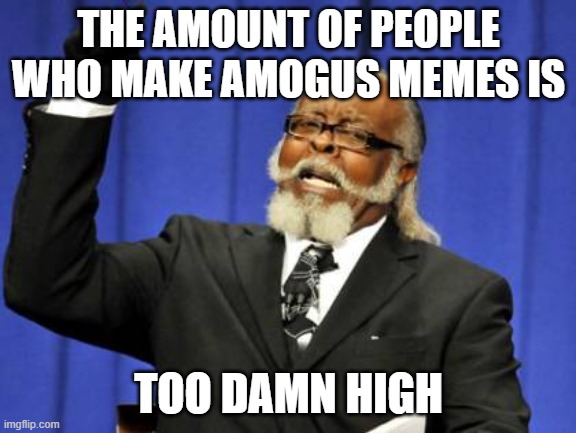 THE AMOUNT OF PEOPLE
WHO MAKE AMOGUS MEMES IS
TOO DAMN HIGH
imgflip.com